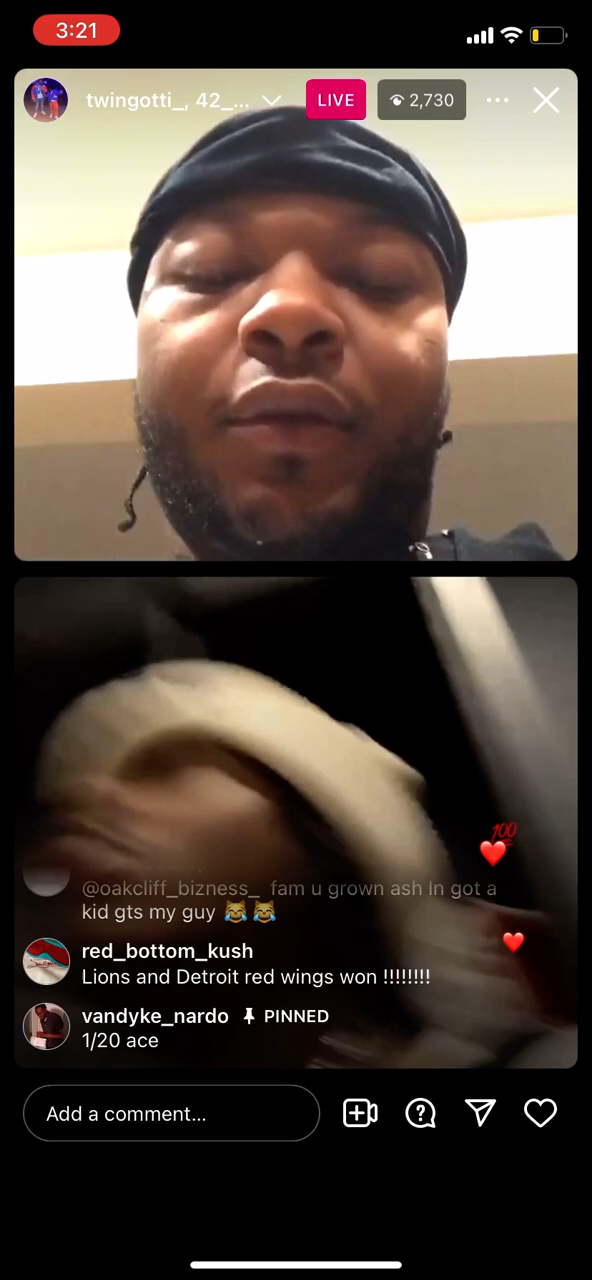 3:21
twingotti_, 42_...
LIVE
2,730
100
@oakcliff_bizness_ fam u grown ash In got a
kid gts my guy 😹 😹
red_bottom_kush
Lions and Detroit red wings won !!!!!!!!
vandyke_nardo PINNED
1/20 ace
Add a comment...